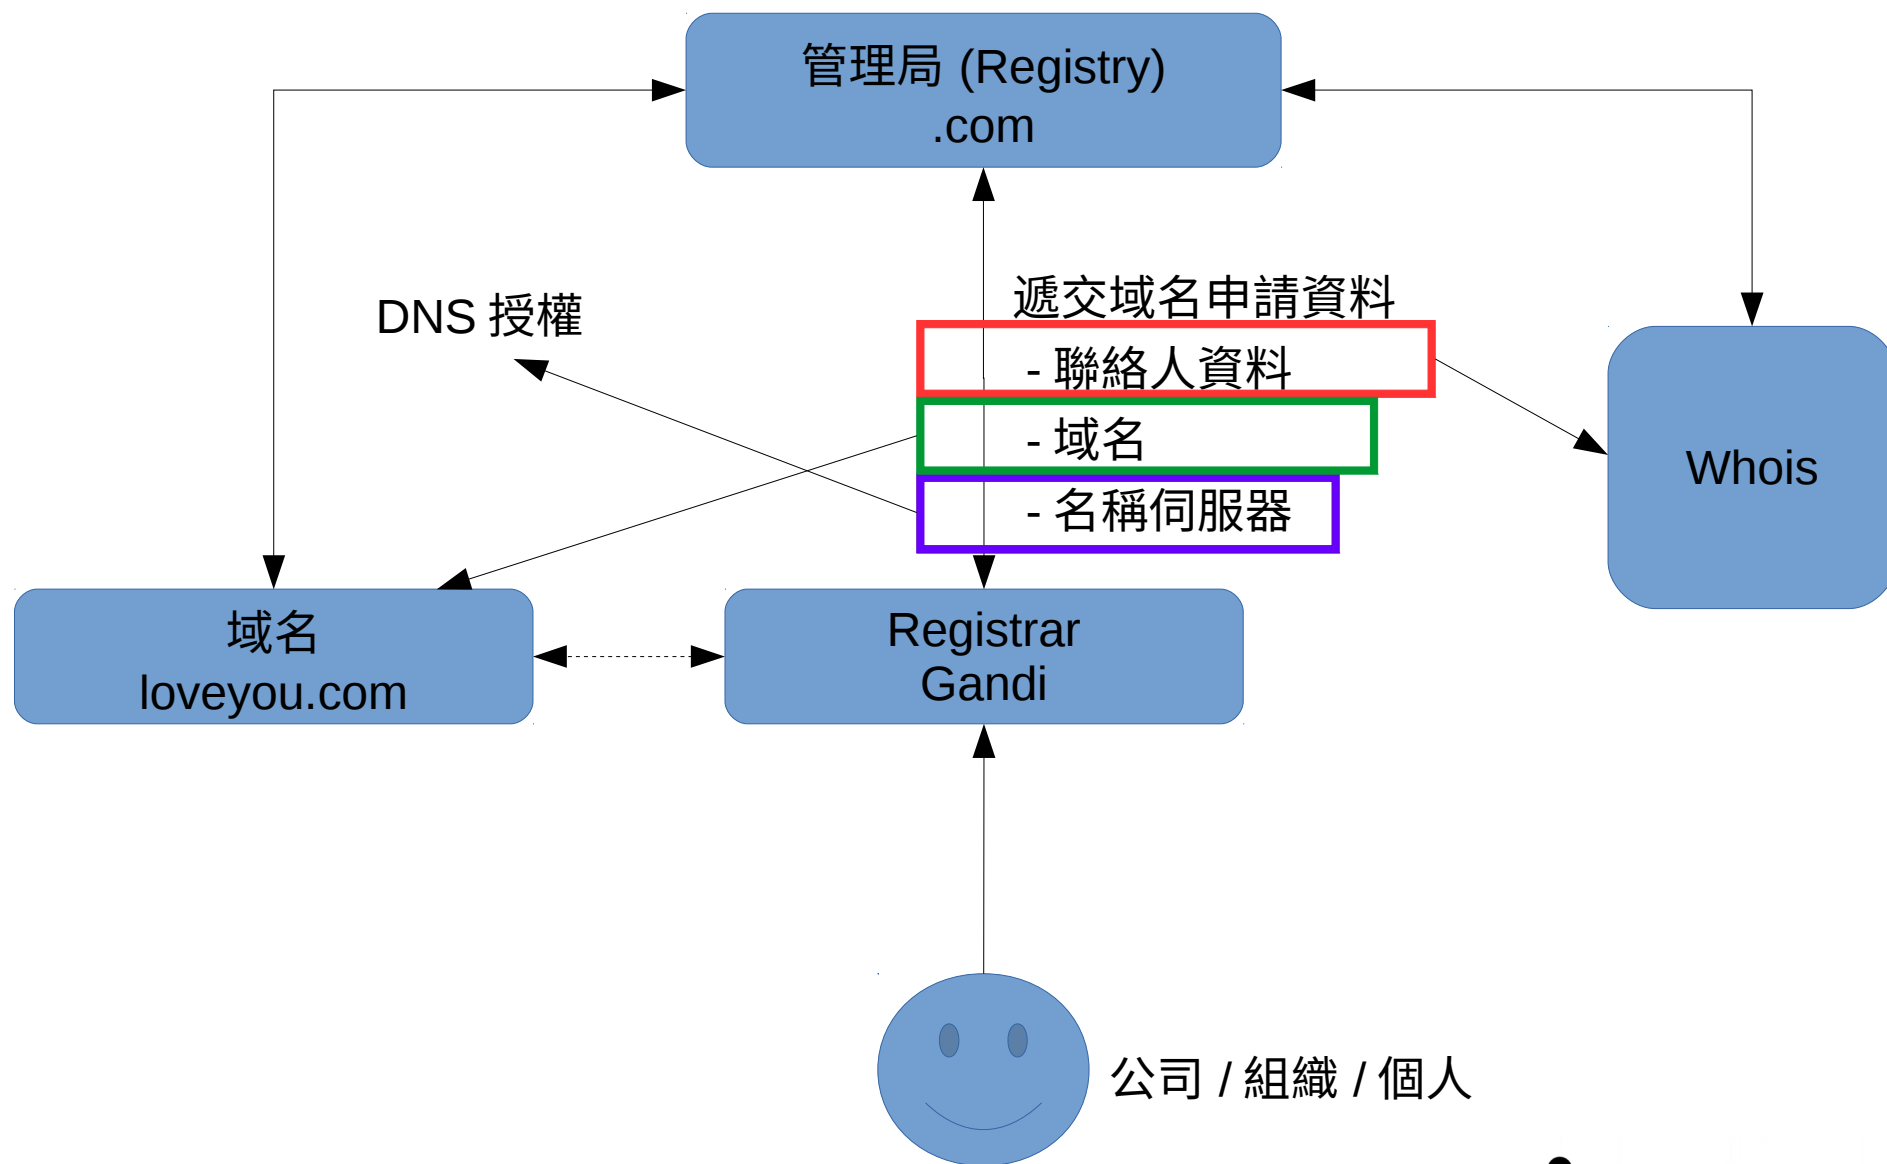 管理局 (Registry)
.com
DNS 授權
遞交域名申請資料
- 聯絡人資料
- 域名
- 名稱伺服器
Whois
域名
loveyou.com
Registrar
Gandi
公司 / 組織 / 個人